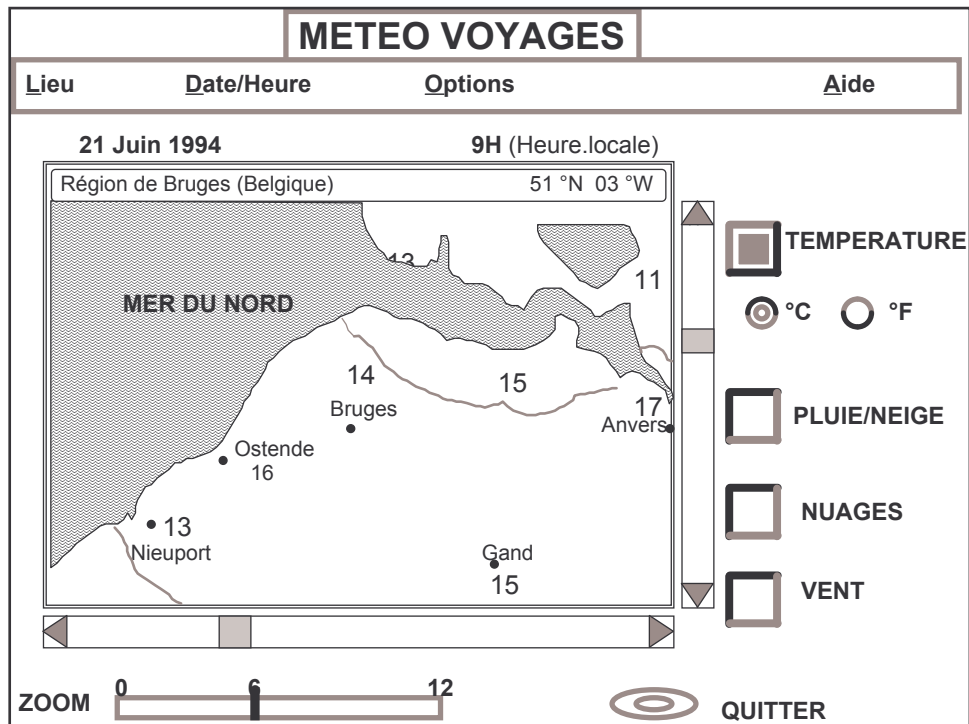 METEO VOYAGES
Lieu Date/Heure Options Aide
21 Juin 1994 9H (Heure.locale)
Région de Bruges (Belgique) 51 °N 03 °W
TEMPERATURE
13
11
MER DU NORD
°C °F
14
15
Bruges
17
Anvers
PLUIE/NEIGE
Ostende
16
13
NUAGES
Nieuport
Gand
15
VENT
ZOOM 0 6 12
QUITTER